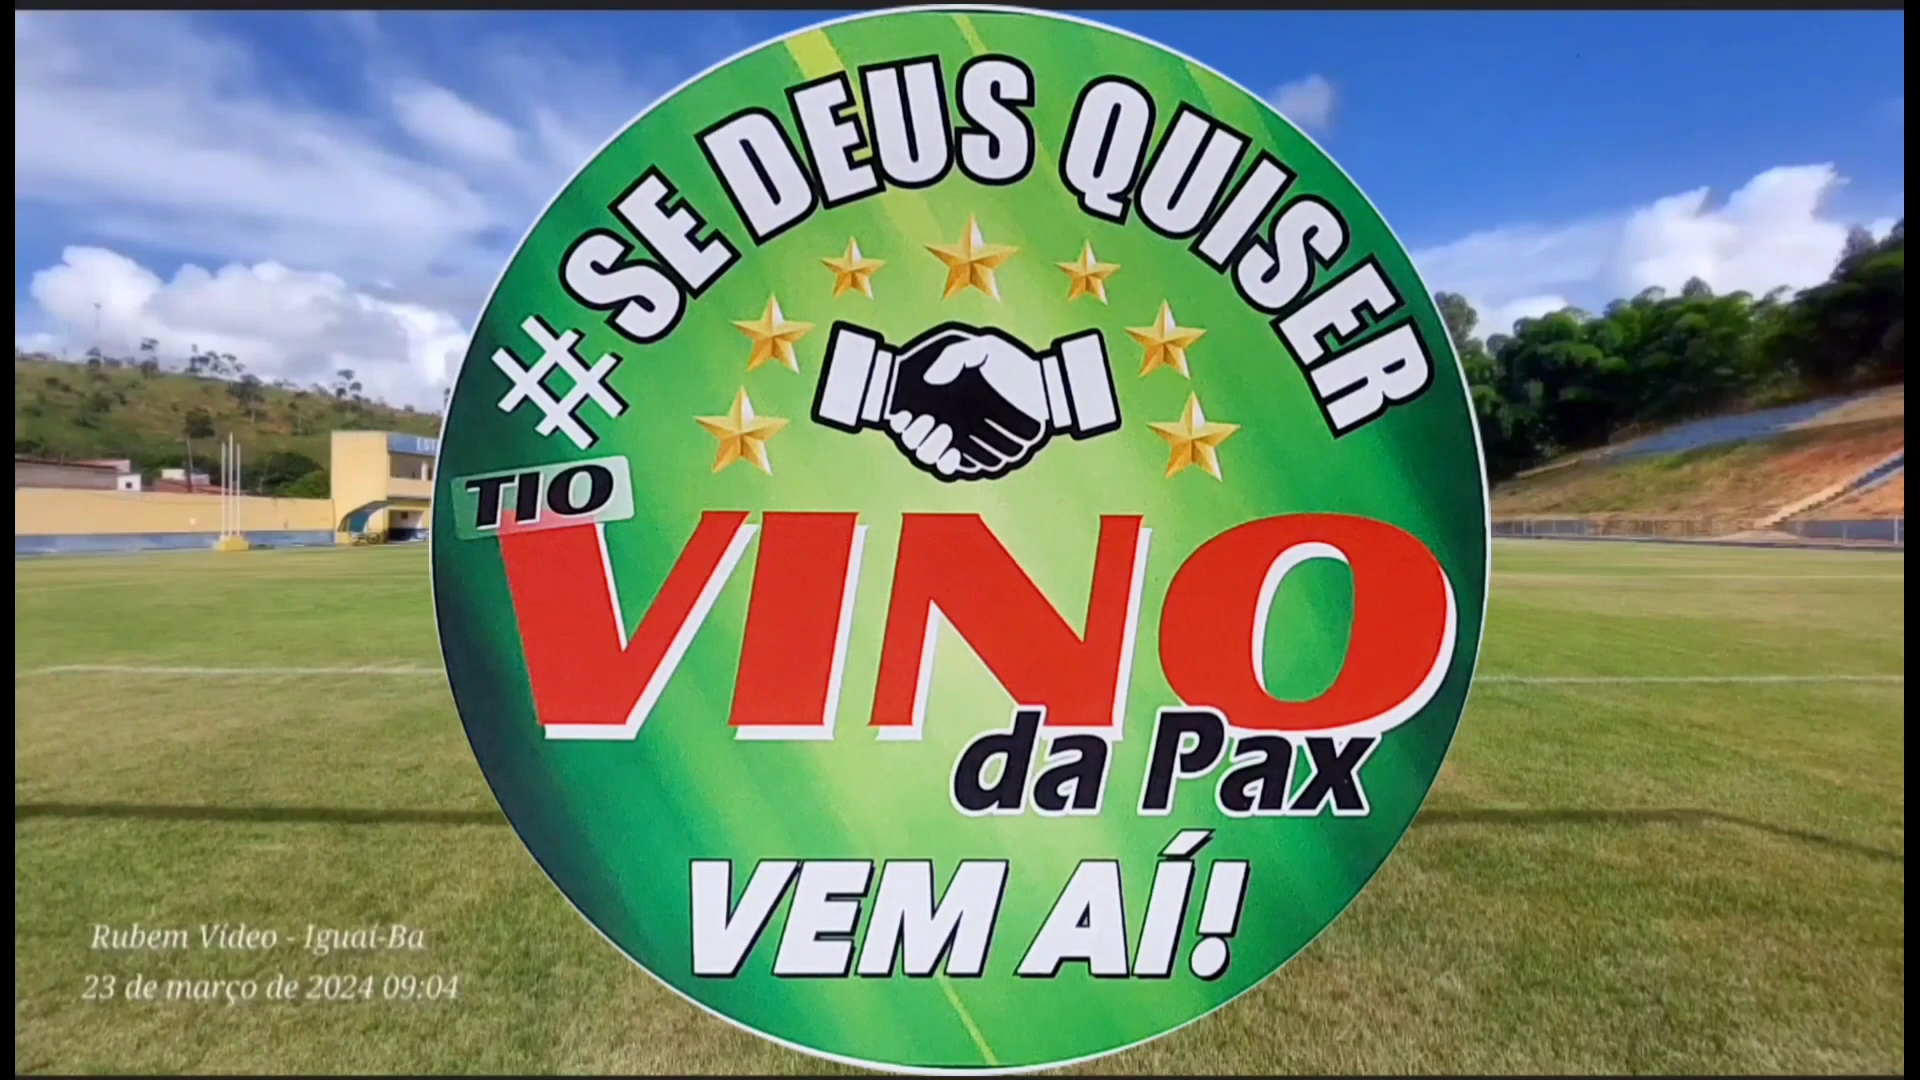 #SE DEUS QUISER
TIO
VINO
da Pax
VEM AÍ!
Rubem Vídeo - Iguaí-Ba
23 de março de 2024 09:04